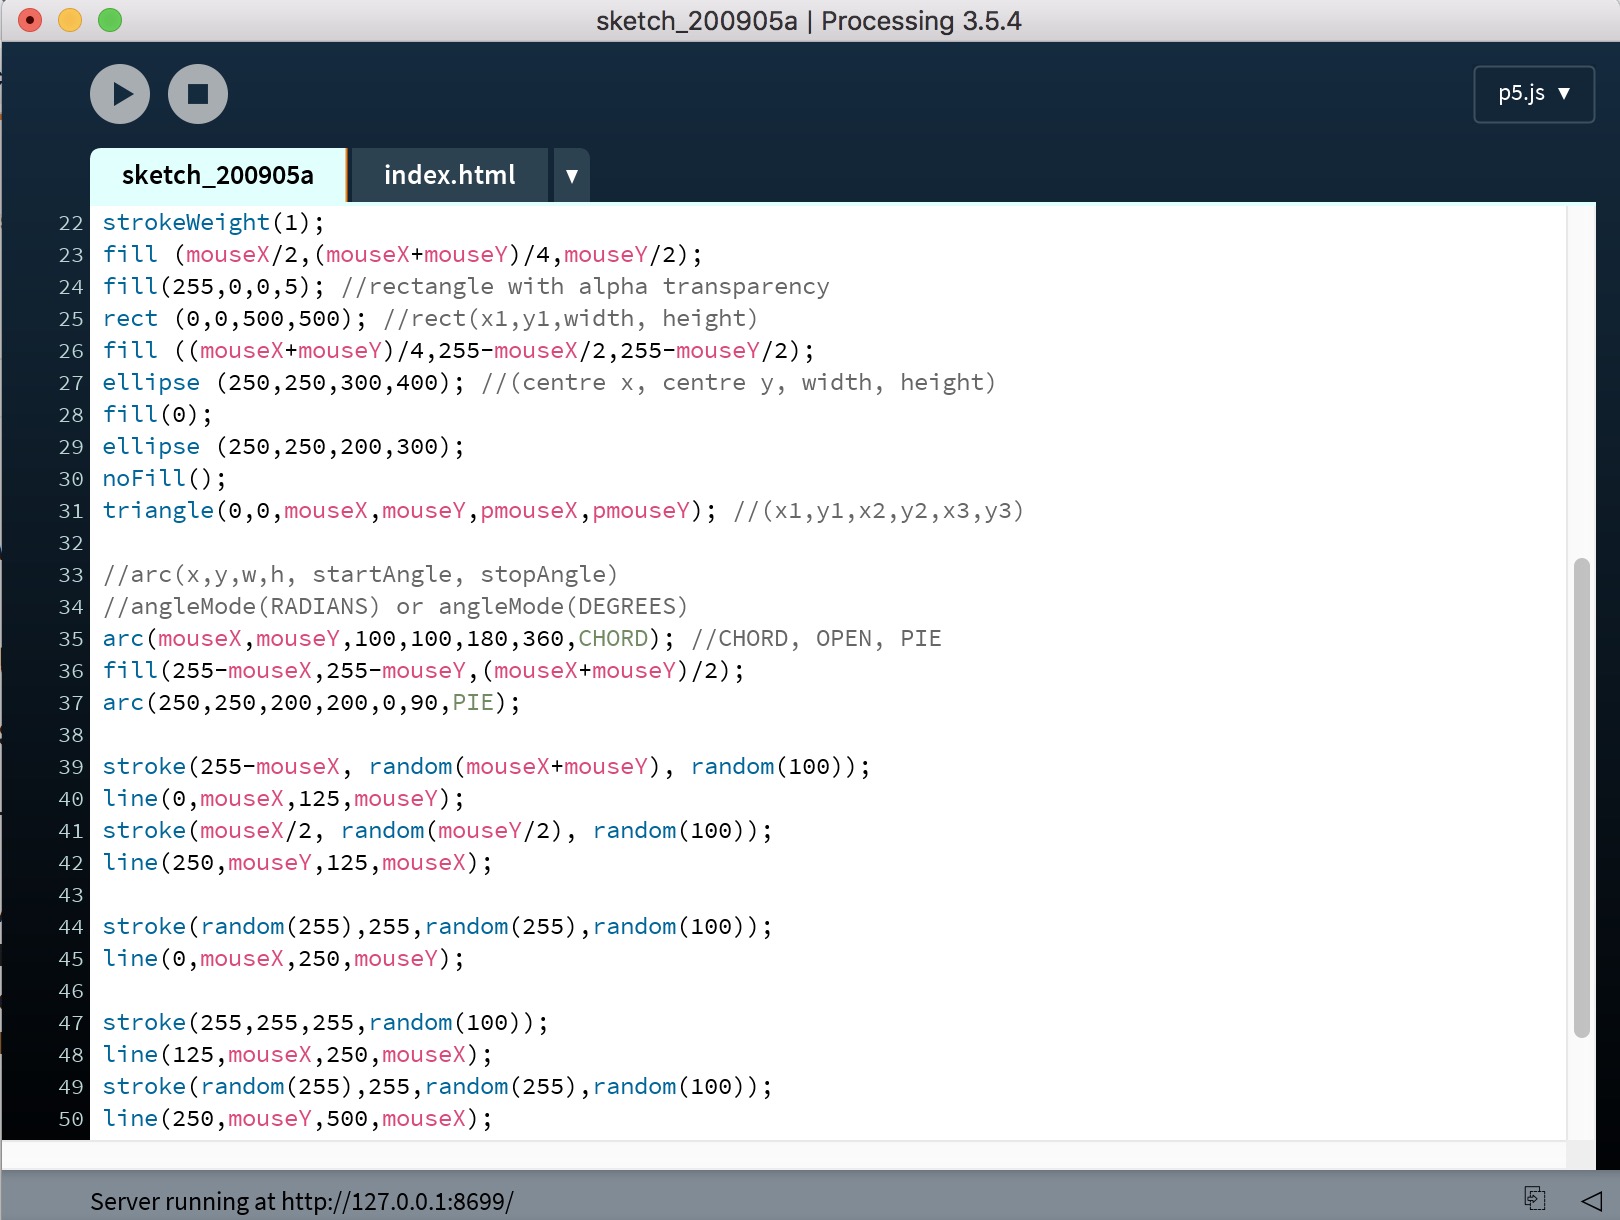 sketch_200905a | Processing 3.5.4
p5.js ▼
sketch_200905a index.html ▼
22 strokeWeight(1);
23 fill (mouseX/2,(mouseX+mouseY)/4,mouseY/2);
24 fill(255,0,0,5); //rectangle with alpha transparency
25 rect (0,0,500,500); //rect(x1,y1,width, height)
26 fill ((mouseX+mouseY)/4,255-mouseX/2,255-mouseY/2);
27 ellipse (250,250,300,400); //(centre x, centre y, width, height)
28 fill(0);
29 ellipse (250,250,200,300);
30 noFill();
31 triangle(0,0,mouseX,mouseY,pmouseX,pmouseY); //(x1,y1,x2,y2,x3,y3)
32
33 //arc(x,y,w,h, startAngle, stopAngle)
34 //angleMode(RADIANS) or angleMode(DEGREES)
35 arc(mouseX,mouseY,100,100,180,360,CHORD); //CHORD, OPEN, PIE
36 fill(255-mouseX,255-mouseY,(mouseX+mouseY)/2);
37 arc(250,250,200,200,0,90,PIE);
38
39 stroke(255-mouseX, random(mouseX+mouseY), random(100));
40 line(0,mouseX,125,mouseY);
41 stroke(mouseX/2, random(mouseY/2), random(100));
42 line(250,mouseY,125,mouseX);
43
44 stroke(random(255),255,random(255),random(100));
45 line(0,mouseX,250,mouseY);
46
47 stroke(255,255,255,random(100));
48 line(125,mouseX,250,mouseX);
49 stroke(random(255),255,random(255),random(100));
50 line(250,mouseY,500,mouseX);
Server running at http://127.0.0.1:8699/